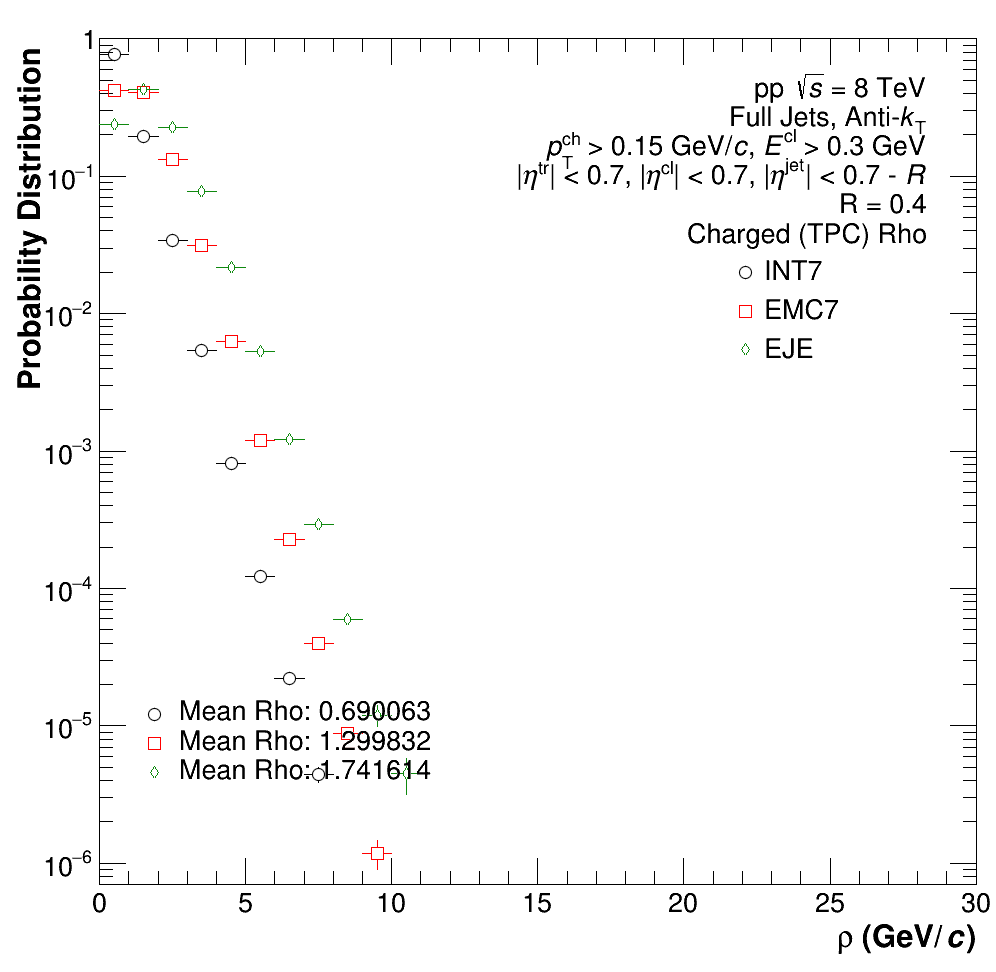 Probability Distribution
1
10−1
10−2
10−3
10−4
10−5
10−6
pp √s = 8 TeV
Full Jets, Anti-kT
pTch > 0.15 GeV/c, Ecl > 0.3 GeV
|ηtr| < 0.7, |ηcl| < 0.7, |ηjet| < 0.7 - R
R = 0.4
Charged (TPC) Rho
INT7
EMC7
EJE
Mean Rho: 0.690063
Mean Rho: 1.299832
Mean Rho: 1.741614
0 5 10 15 20 25 30
ρ (GeV/c)